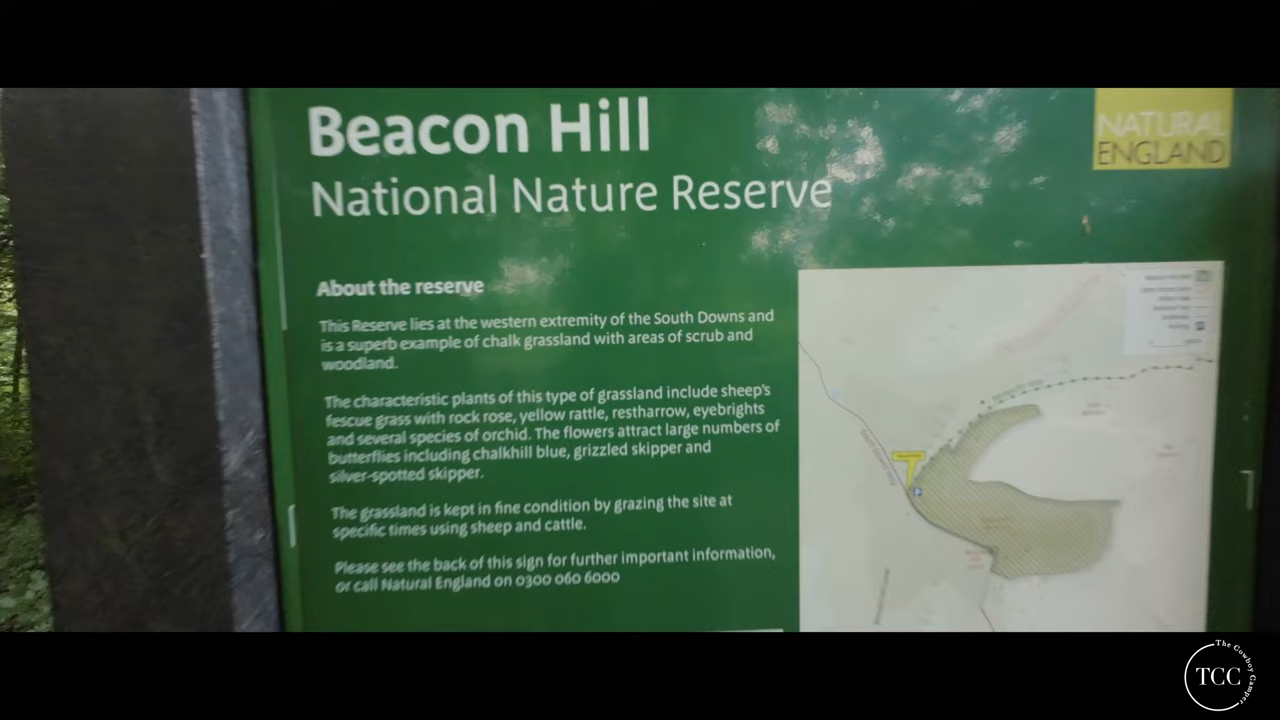 Beacon Hill
National Nature Reserve
NATURAL
ENGLAND
About the reserve
This Reserve lies at the western extremity of the South Downs and
is a superb example of chalk grassland with areas of scrub and
woodland.
The characteristic plants of this type of grassland include sheep's
fescue grass with rock rose, yellow rattle, restharrow, eyebrights
and several species of orchid. The flowers attract large numbers of
butterflies including chalkhill blue, grizzled skipper and
silver-spotted skipper.
The grassland is kept in fine condition by grazing the site at
specific times using sheep and cattle.
Please see the back of this sign for further important information,
or call Natural England on 0300 060 6000
The Cowboy Camper
TCC